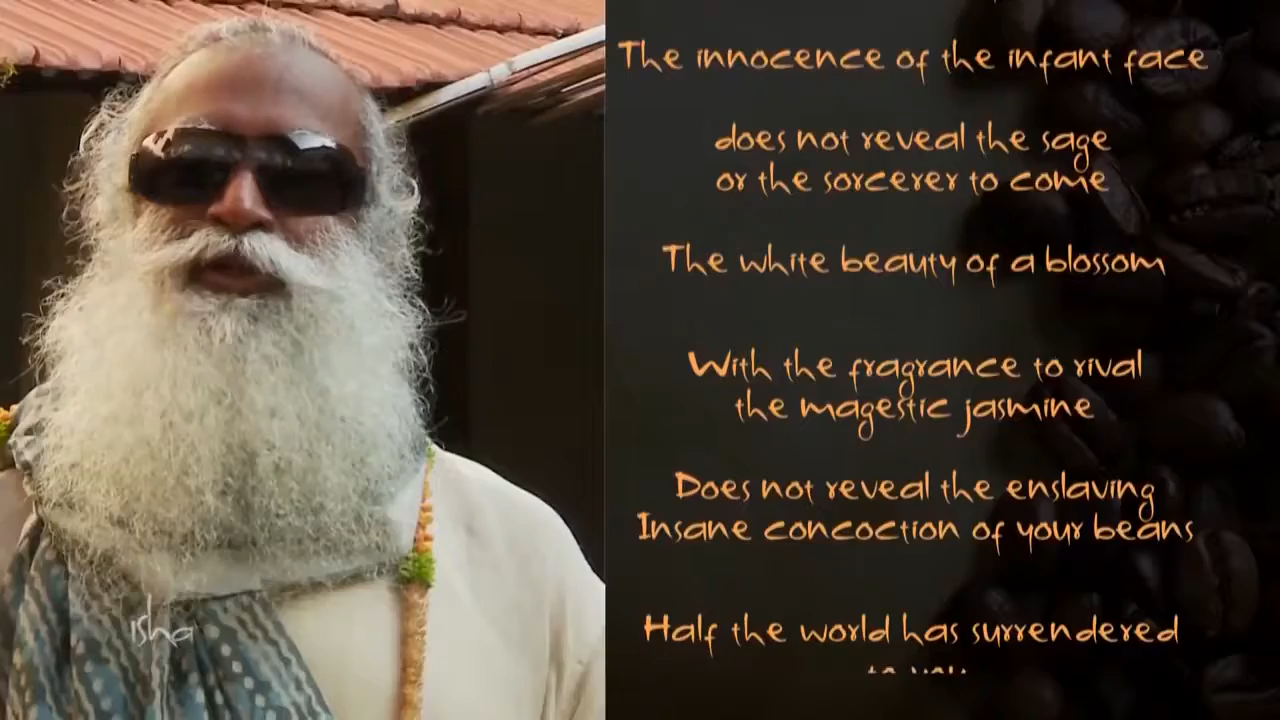 The innocence of the infant face
does not reveal the sage
or the sorcerer to come
The white beauty of a blossom
With the fragrance to rival
the magestic jasmine
Does not reveal the enslaving
Insane concoction of your beans
Half the world has surrendered
to you
isha